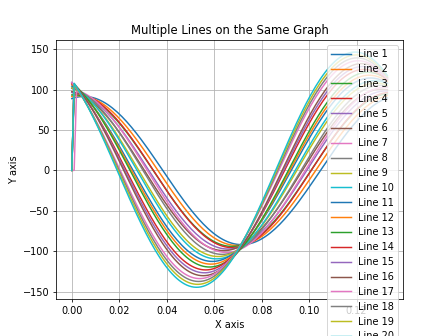 Multiple Lines on the Same Graph
Y axis
150
100
50
0
−50
−100
−150
0.00
0.02
0.04
0.06
0.08
0.10
X axis
Line 1
Line 2
Line 3
Line 4
Line 5
Line 6
Line 7
Line 8
Line 9
Line 10
Line 11
Line 12
Line 13
Line 14
Line 15
Line 16
Line 17
Line 18
Line 19
Line 20